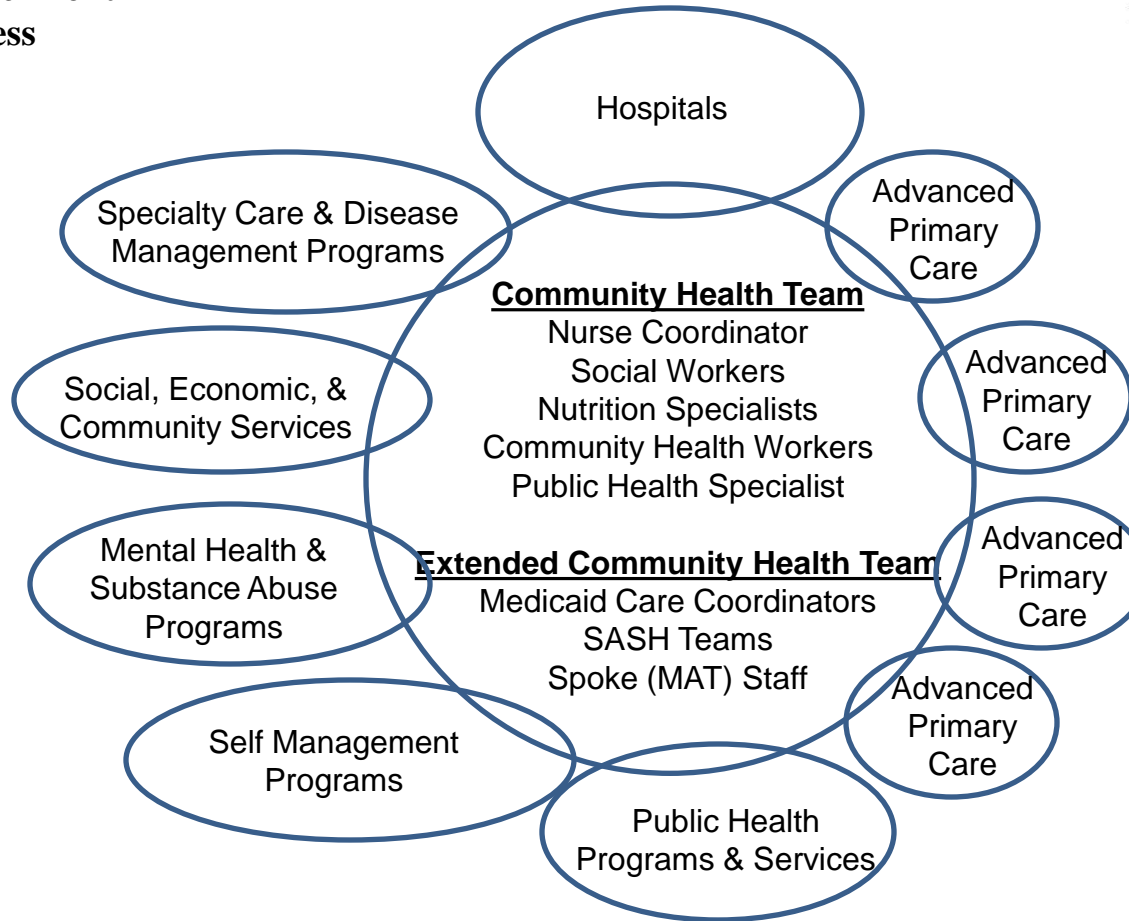 ess
Hospitals
Specialty Care & Disease
Management Programs
Advanced
Primary
Care
Community Health Team
Nurse Coordinator
Social Workers
Nutrition Specialists
Community Health Workers
Public Health Specialist
Social, Economic, &
Community Services
Advanced
Primary
Care
Mental Health &
Substance Abuse
Programs
Extended Community Health Team
Medicaid Care Coordinators
SASH Teams
Spoke (MAT) Staff
Advanced
Primary
Care
Self Management
Programs
Advanced
Primary
Care
Public Health
Programs & Services